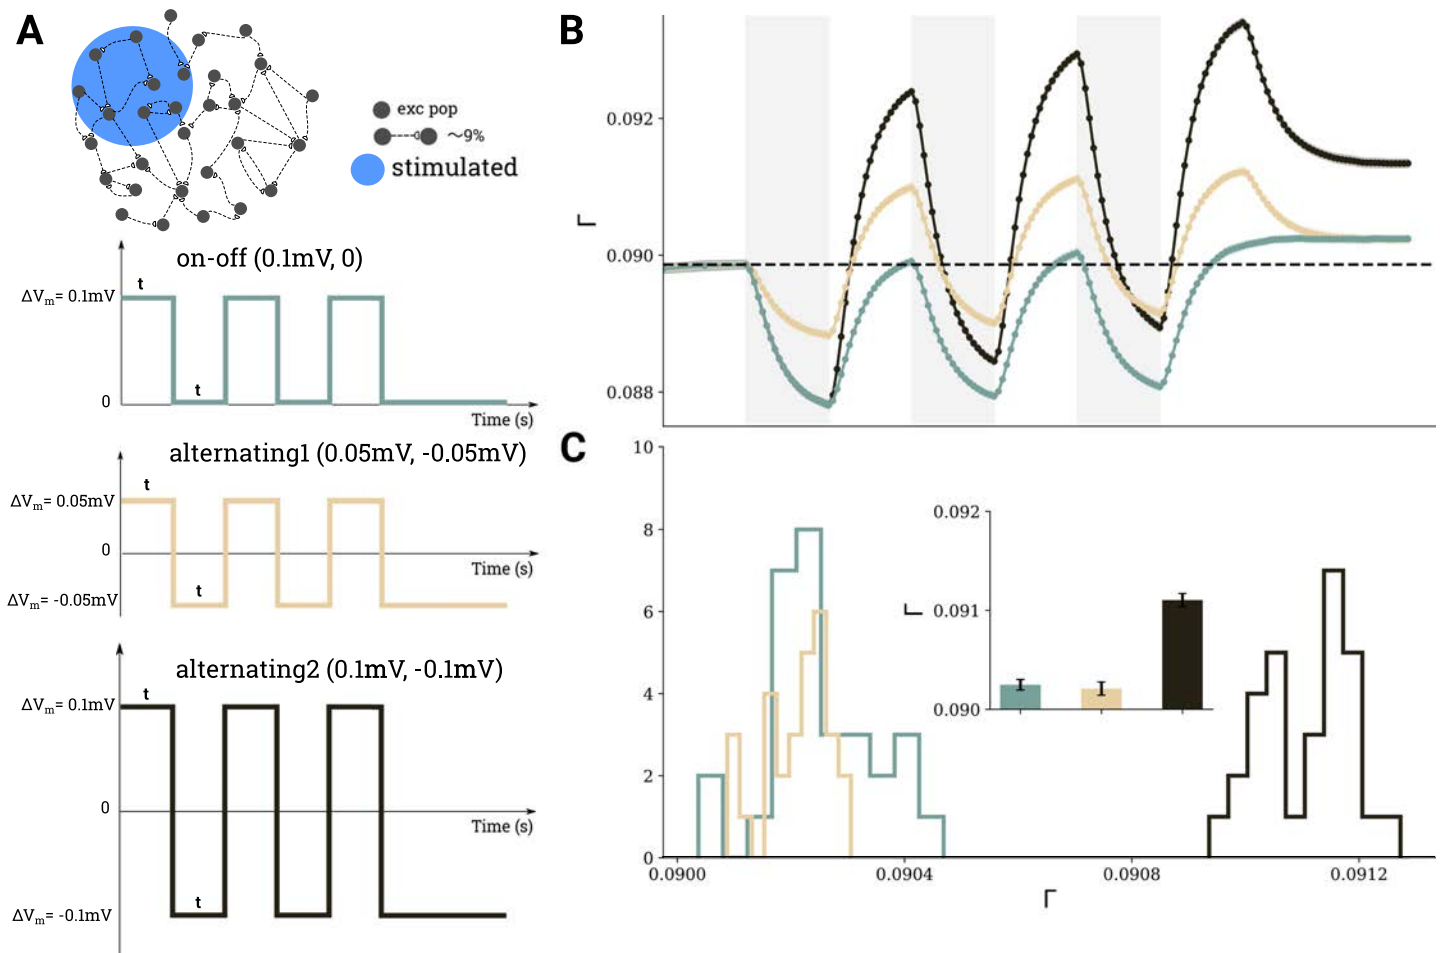 A
exc pop
~9%
stimulated
on-off (0.1mV, 0)
t
ΔVm= 0.1mV
t
0
Time (s)
alternating1 (0.05mV, -0.05mV)
t
ΔVm= 0.05mV
0
Time (s)
t
ΔVm= -0.05mV
alternating2 (0.1mV, -0.1mV)
t
ΔVm= 0.1mV
0
Time (s)
t
ΔVm= -0.1mV
B
0.092
Γ
0.090
0.088
C
10
8
6
4
2
0
0.0900
0.0904
0.0908
0.0912
Γ
0.092
Γ
0.091
0.090